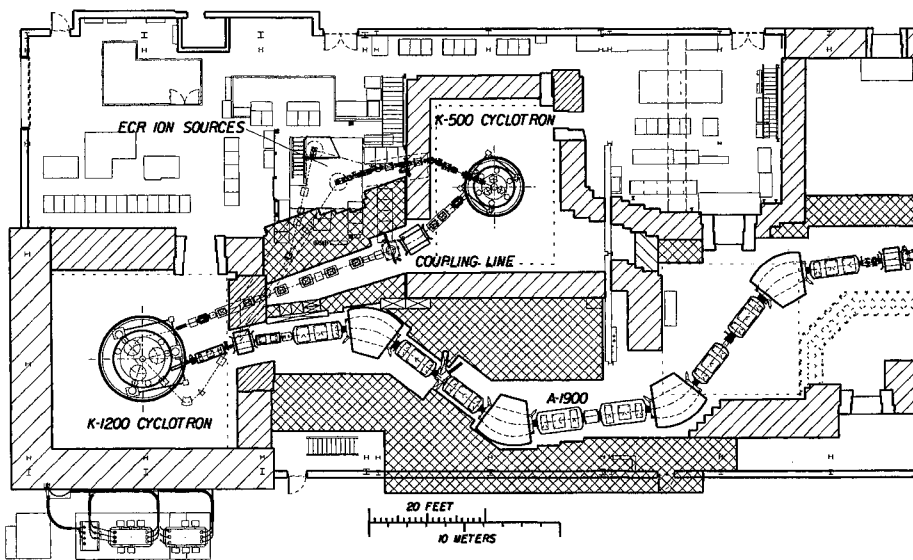 ECR ION SOURCES
K-500 CYCLOTRON
COUPLING LINE
K-1200 CYCLOTRON
A-1900
20 FEET
10 METERS